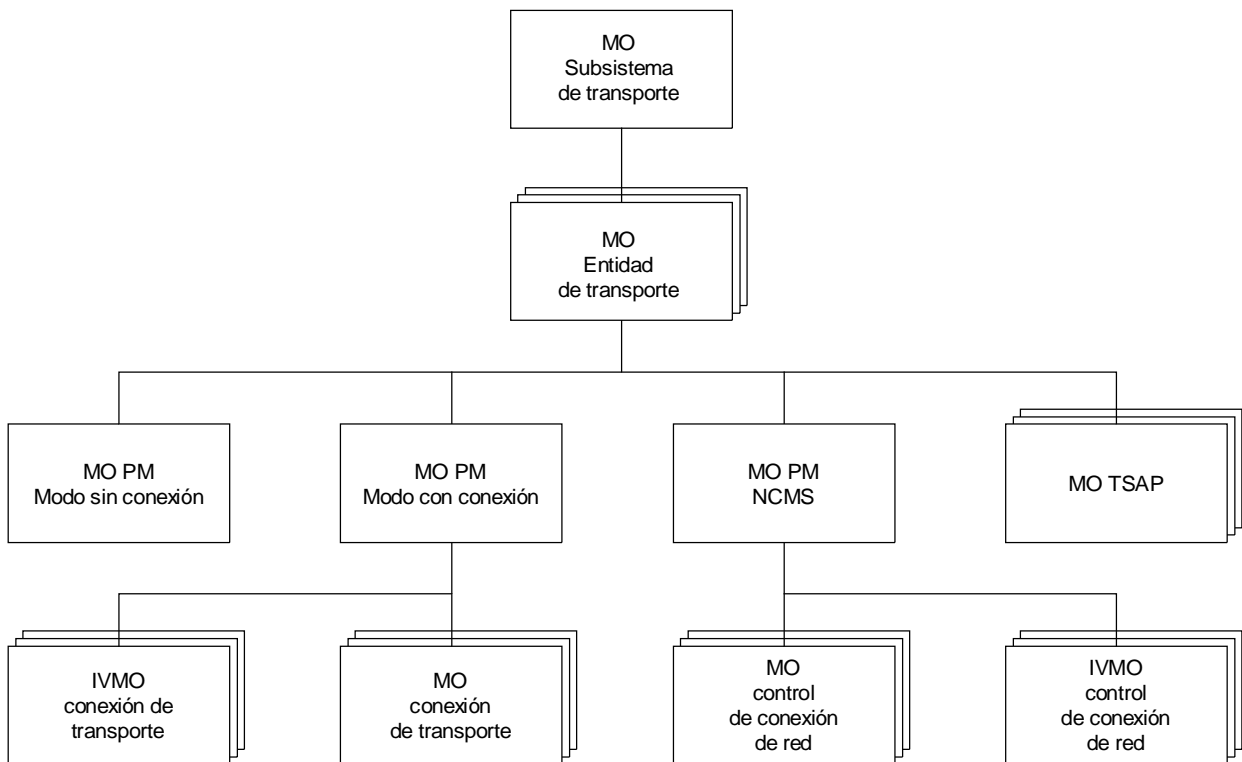 MO
Subsistema
de transporte
MO
Entidad
de transporte
MO PM
Modo sin conexión
MO PM
Modo con conexión
MO PM
NCMS
MO TSAP
IVMO
conexión de
transporte
MO
conexión
de transporte
MO
control
de conexión
de red
IVMO
control
de conexión
de red